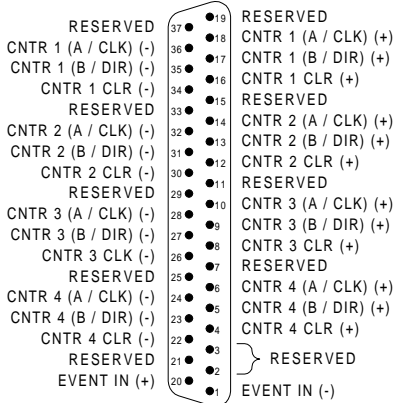 RESERVED 37 19 RESERVED
CNTR 1 (A / CLK) (-) 36 18 CNTR 1 (A / CLK) (+)
CNTR 1 (B / DIR) (-) 35 17 CNTR 1 (B / DIR) (+)
CNTR 1 CLR (-) 34 16 CNTR 1 CLR (+)
RESERVED 33 15 RESERVED
CNTR 2 (A / CLK) (-) 32 14 CNTR 2 (A / CLK) (+)
CNTR 2 (B / DIR) (-) 31 13 CNTR 2 (B / DIR) (+)
CNTR 2 CLR (-) 30 12 CNTR 2 CLR (+)
RESERVED 29 11 RESERVED
CNTR 3 (A / CLK) (-) 28 10 CNTR 3 (A / CLK) (+)
CNTR 3 (B / DIR) (-) 27 9 CNTR 3 (B / DIR) (+)
CNTR 3 CLK (-) 26 8 CNTR 3 CLR (+)
RESERVED 25 7 RESERVED
CNTR 4 (A / CLK) (-) 24 6 CNTR 4 (A / CLK) (+)
CNTR 4 (B / DIR) (-) 23 5 CNTR 4 (B / DIR) (+)
CNTR 4 CLR (-) 22 4 CNTR 4 CLR (+)
RESERVED 21 3 2 RESERVED
EVENT IN (+) 20 1 EVENT IN (-)